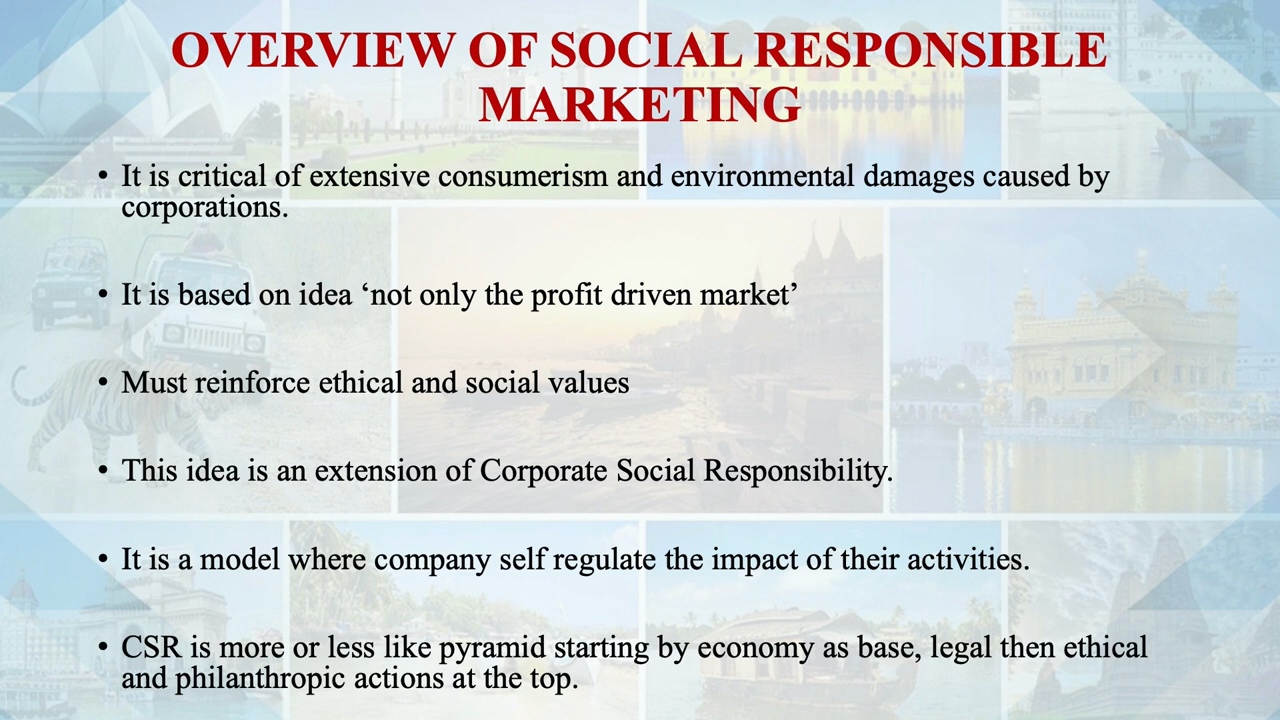 OVERVIEW OF SOCIAL RESPONSIBLE
MARKETING
• It is critical of extensive consumerism and environmental damages caused by
corporations.
• It is based on idea ‘not only the profit driven market’
• Must reinforce ethical and social values
• This idea is an extension of Corporate Social Responsibility.
• It is a model where company self regulate the impact of their activities.
• CSR is more or less like pyramid starting by economy as base, legal then ethical
and philanthropic actions at the top.